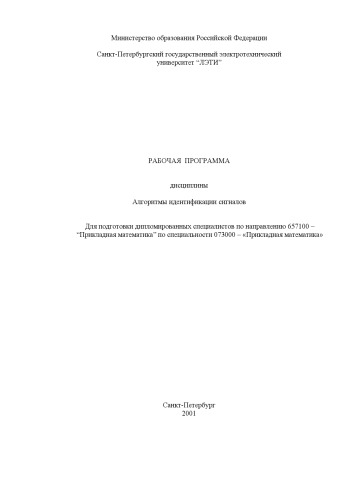 Министерство образования Российской Федерации
Санкт-Петербургский государственный электротехнический
университет “ЛЭТИ”
РАБОЧАЯ ПРОГРАММА
дисциплины
Алгоритмы идентификации сигналов
Для подготовки дипломированных специалистов по направлению 657100 –
“Прикладная математика” по специальности 073000 – «Прикладная математика»
Санкт-Петербург
2001